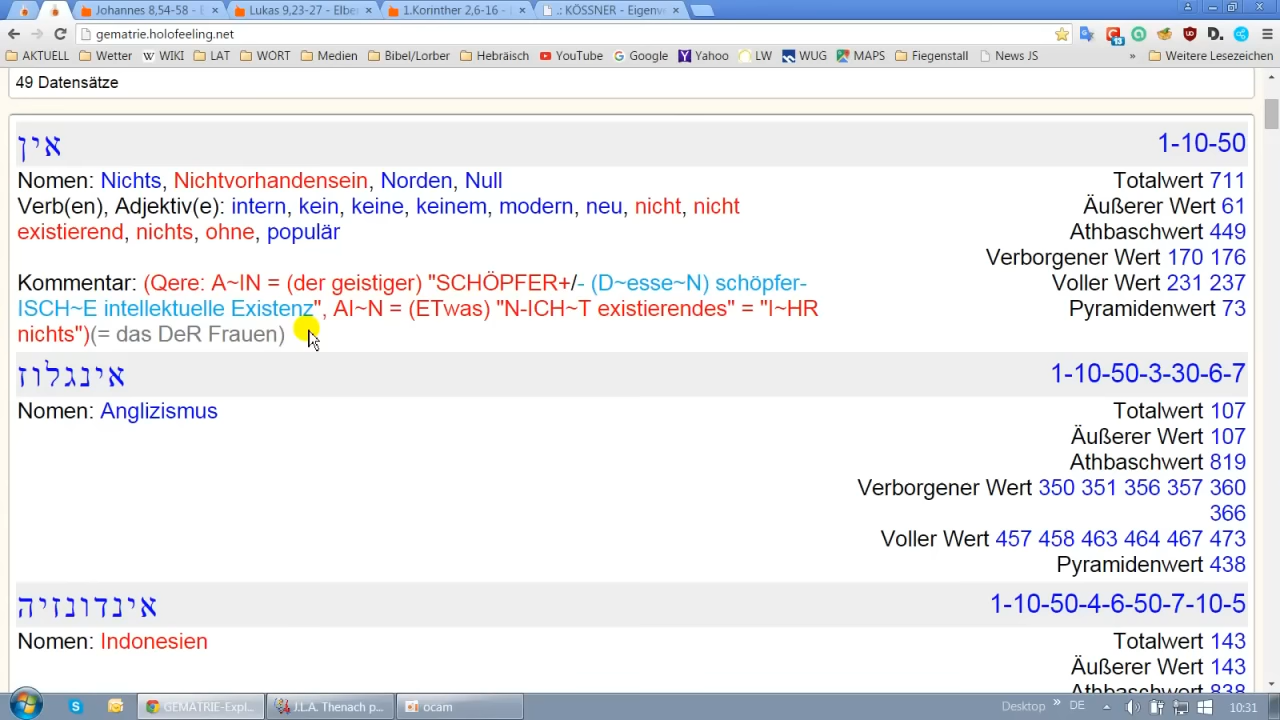 Johannes 8,54-58 - E
Lukas 9,23-27 - Elber
1.Korinther 2,6-16 - E
.: KÖSSNER - Eigenve
gematrie.holofeeling.net
AKTUELL Wetter WIKI LAT WORT Medien Bibel/Lorber Hebräisch YouTube Google Yahoo LW WUG MAPS Fiegenstall News JS » Weitere Lesezeichen
49 Datensätze
אין 1-10-50
Nomen: Nichts, Nichtvorhandensein, Norden, Null Totalwert 711
Verb(en), Adjektiv(e): intern, kein, keine, keinem, modern, neu, nicht, nicht Äußerer Wert 61
existierend, nichts, ohne, populär Athbaschwert 449
Verborgener Wert 170 176
Kommentar: (Qere: A~IN = (der geistiger) "SCHÖPFER+/- (D~esse~N) schöpfer- Voller Wert 231 237
ISCH~E intellektuelle Existenz", AI~N = (ETwas) "N-ICH~T existierendes" = "I~HR Pyramidenwert 73
nichts")(= das DeR Frauen)
אינגלוז 1-10-50-3-30-6-7
Nomen: Anglizismus Totalwert 107
Äußerer Wert 107
Athbaschwert 819
Verborgener Wert 350 351 356 357 360
366
Voller Wert 457 458 463 464 467 473
Pyramidenwert 438
אינדונזיה 1-10-50-4-6-50-7-10-5
Nomen: Indonesien Totalwert 143
Äußerer Wert 143
Athbaschwert 838
GEMATRIE-Expl... J.L.A. Thenach p... ocam Desktop » DE 10:31